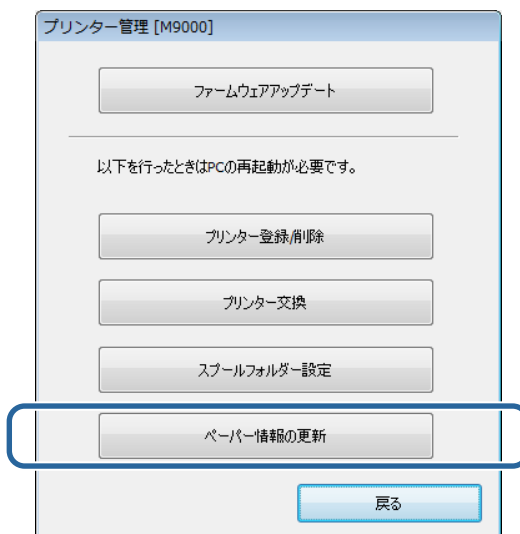 プリンター管理 [M9000]
ファームウェアアップデート
以下を行ったときはPCの再起動が必要です。
プリンター登録/削除
プリンター交換
スプールフォルダー設定
ペーパー情報の更新
戻る